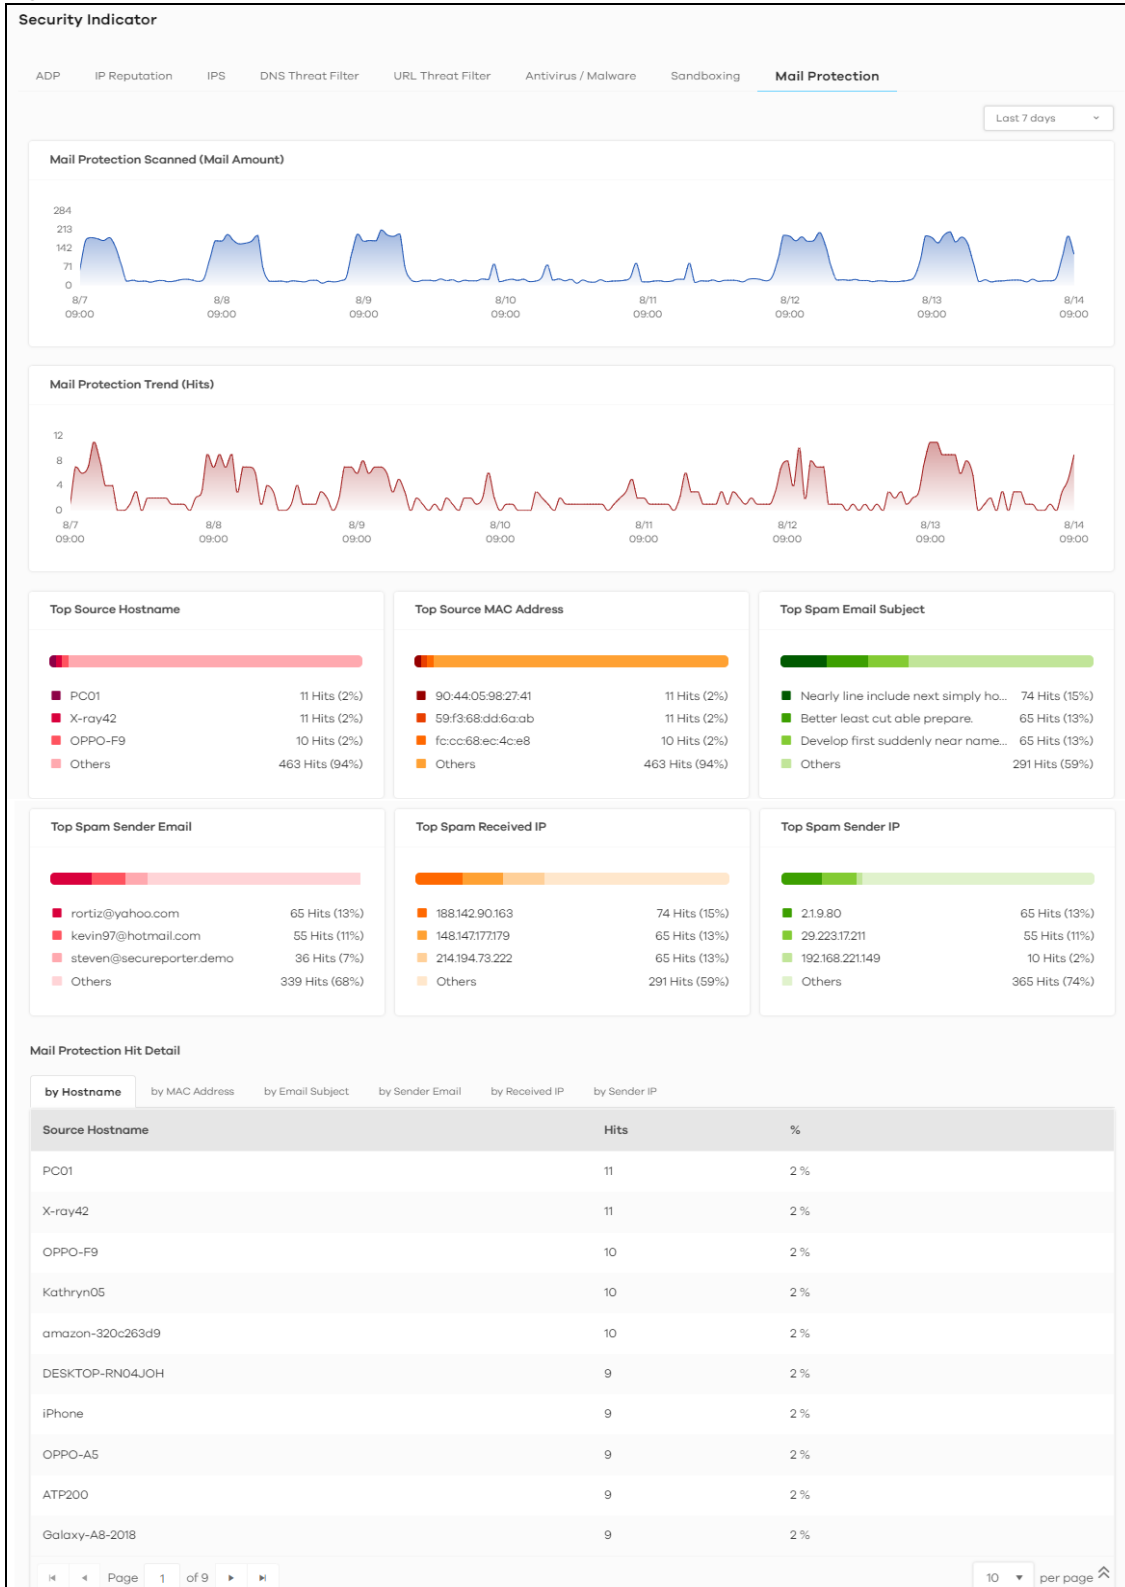 Security Indicator
ADP IP Reputation IPS DNS Threat Filter URL Threat Filter Antivirus / Malware Sandboxing Mail Protection
Last 7 days
Mail Protection Scanned (Mail Amount)
284
213
142
71
0
8/7 8/8 8/9 8/10 8/11 8/12 8/13 8/14
09:00 09:00 09:00 09:00 09:00 09:00 09:00 09:00
Mail Protection Trend (Hits)
12
8
4
0
8/7 8/8 8/9 8/10 8/11 8/12 8/13 8/14
09:00 09:00 09:00 09:00 09:00 09:00 09:00 09:00
Top Source Hostname
PC01 11 Hits (2%)
X-ray42 11 Hits (2%)
OPPO-F9 10 Hits (2%)
Others 463 Hits (94%)
Top Source MAC Address
90:44:05:98:27:41 11 Hits (2%)
59:f3:68:dd:6a:ab 11 Hits (2%)
fc:cc:68:ec:4c:e8 10 Hits (2%)
Others 463 Hits (94%)
Top Spam Email Subject
Nearly line include next simply ho... 74 Hits (15%)
Better least cut able prepare. 65 Hits (13%)
Develop first suddenly near name... 65 Hits (13%)
Others 291 Hits (59%)
Top Spam Sender Email
rortiz@yahoo.com 65 Hits (13%)
kevin97@hotmail.com 55 Hits (11%)
steven@secureporter.demo 36 Hits (7%)
Others 339 Hits (68%)
Top Spam Received IP
188.142.90.163 74 Hits (15%)
148.147.177.179 65 Hits (13%)
214.194.73.222 65 Hits (13%)
Others 291 Hits (59%)
Top Spam Sender IP
2.1.9.80 65 Hits (13%)
29.223.17.211 55 Hits (11%)
192.168.221.149 10 Hits (2%)
Others 365 Hits (74%)
Mail Protection Hit Detail
by Hostname by MAC Address by Email Subject by Sender Email by Received IP by Sender IP
Source Hostname Hits %
PC01 11 2 %
X-ray42 11 2 %
OPPO-F9 10 2 %
Kathryn05 10 2 %
amazon-320c263d9 10 2 %
DESKTOP-RN04JOH 9 2 %
iPhone 9 2 %
OPPO-A5 9 2 %
ATP200 9 2 %
Galaxy-A8-2018 9 2 %
Page 1 of 9 10 per page